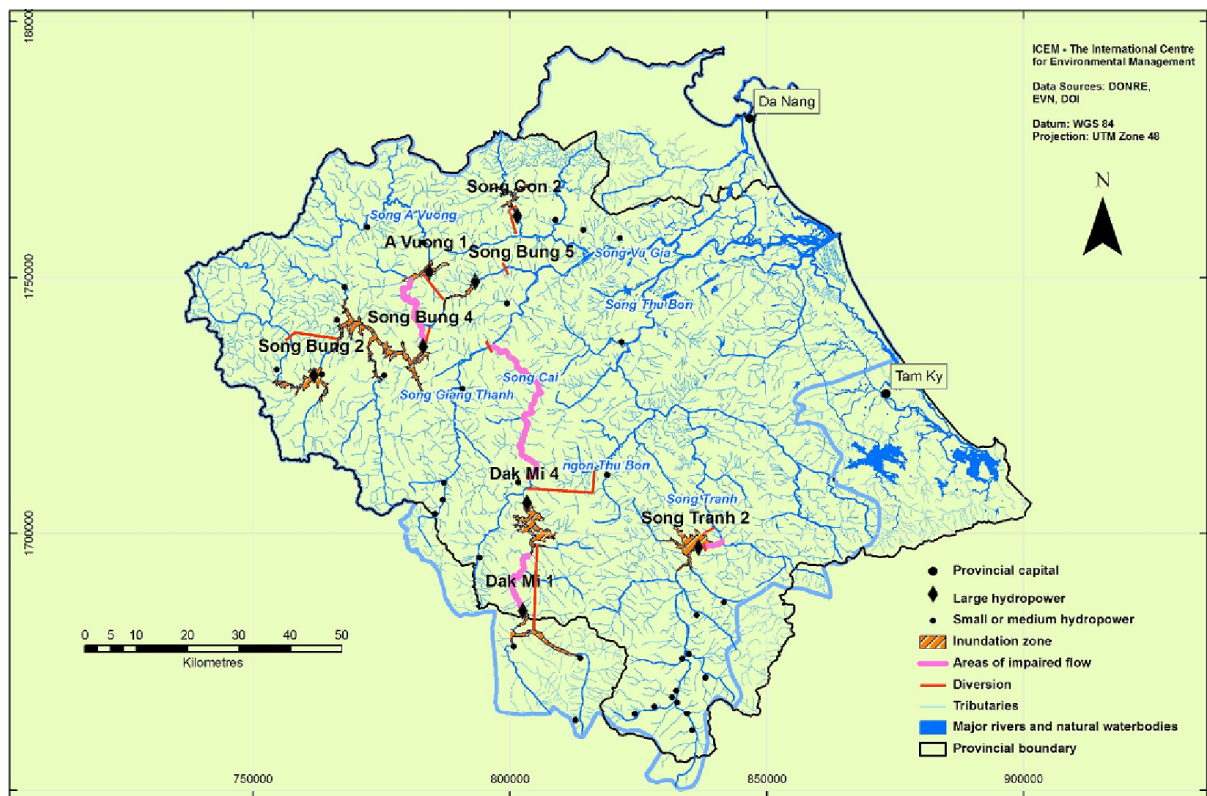 1800000
ICEM - The International Centre
for Environmental Management
Data Sources: DONRE,
EVN, DOI
Datum: WGS 84
Projection: UTM Zone 48
N
Da Nang
Song Con 2
Song A Vuong
A Vuong 1
Song Bung 5
Song Vu Gia
1750000
Song Thu Bon
Song Bung 4
Song Bung 2
Song Cai
Song Giang Thanh
Tam Ky
ngon Thu Bon
Dak Mi 4
Song Tranh
Song Tranh 2
1700000
Dak Mi 1
Provincial capital
Large hydropower
Small or medium hydropower
Inundation zone
Areas of impaired flow
Diversion
Tributaries
Major rivers and natural waterbodies
Provincial boundary
0 5 10 20 30 40 50
Kilometres
750000 800000 850000 900000